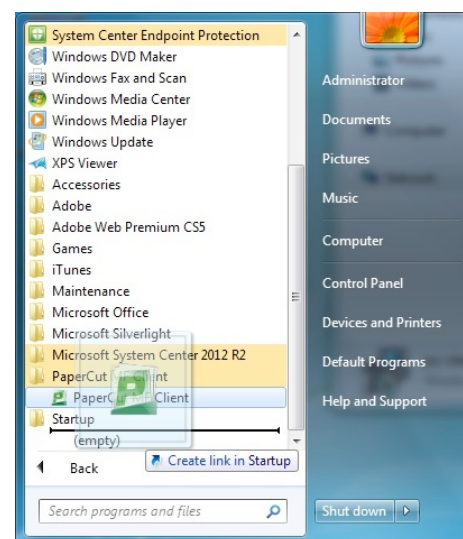 System Center Endpoint Protection
Windows DVD Maker
Windows Fax and Scan
Windows Media Center
Windows Media Player
Windows Update
XPS Viewer
Accessories
Adobe
Adobe Web Premium CS5
Games
iTunes
Maintenance
Microsoft Office
Microsoft Silverlight
Microsoft System Center 2012 R2
PaperCut MF Client
PaperCut MF Client
Startup
(empty)
Create link in Startup
Back
Search programs and files
Administrator
Documents
Pictures
Music
Computer
Control Panel
Devices and Printers
Default Programs
Help and Support
Shut down